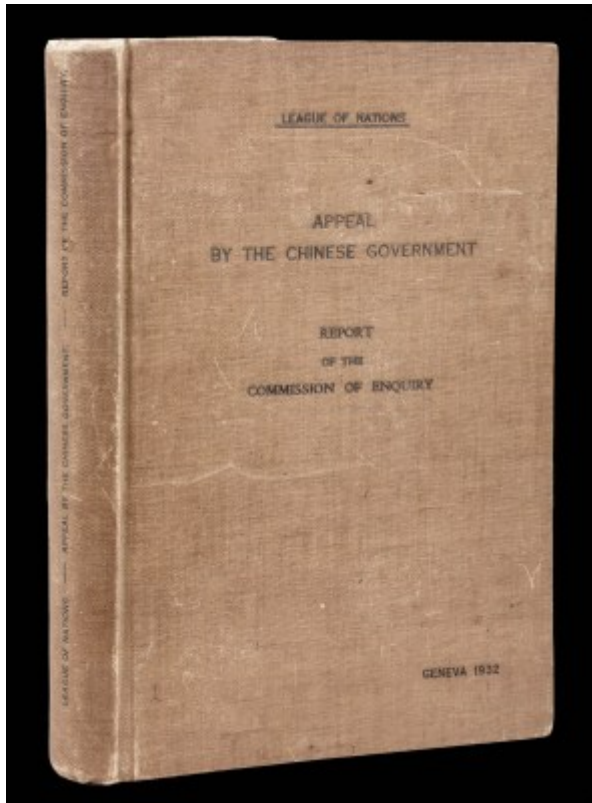 LEAGUE OF NATIONS
APPEAL
BY THE CHINESE GOVERNMENT
REPORT
OF THE
COMMISSION OF ENQUIRY
GENEVA 1932
LEAGUE OF NATIONS — APPEAL BY THE CHINESE GOVERNMENT — REPORT OF THE COMMISSION OF ENQUIRY